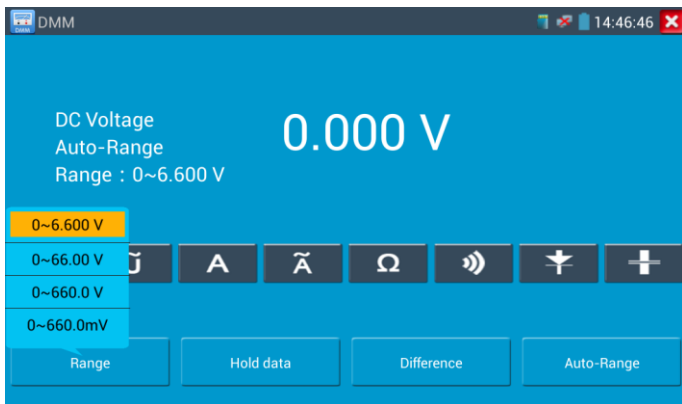 DMM
DMM
14:46:46
DC Voltage
0.000 V
Auto-Range
Range : 0~6.600 V
0~6.600 V
0~66.00 V
0~660.0 V
0~660.0mV
A
Ã
Ω
Range
Hold data
Difference
Auto-Range